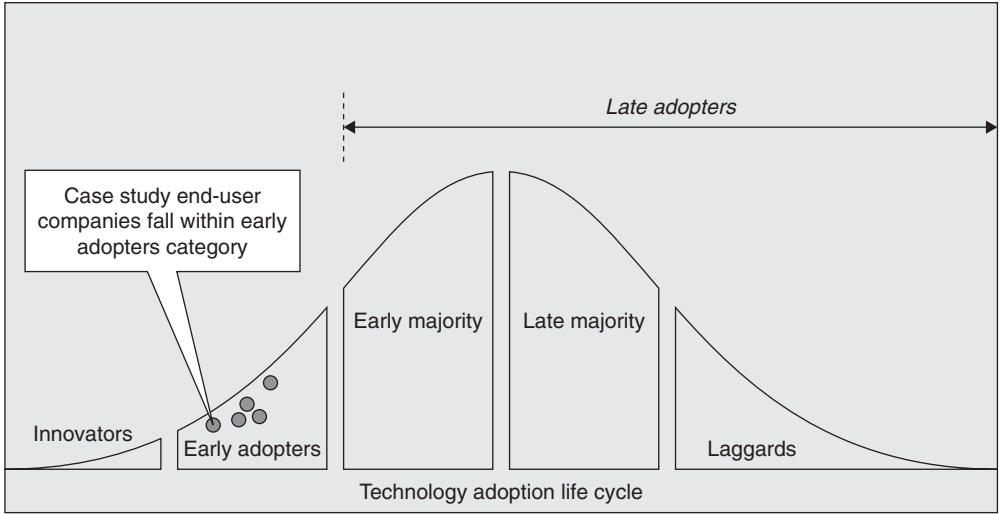 Late adopters
Case study end-user
companies fall within early
adopters category
Early majority
Late majority
Innovators
Early adopters
Laggards
Technology adoption life cycle